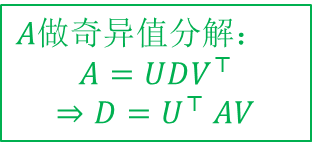 A做奇异值分解：
A = UDV⊤
⇒ D = U⊤ AV